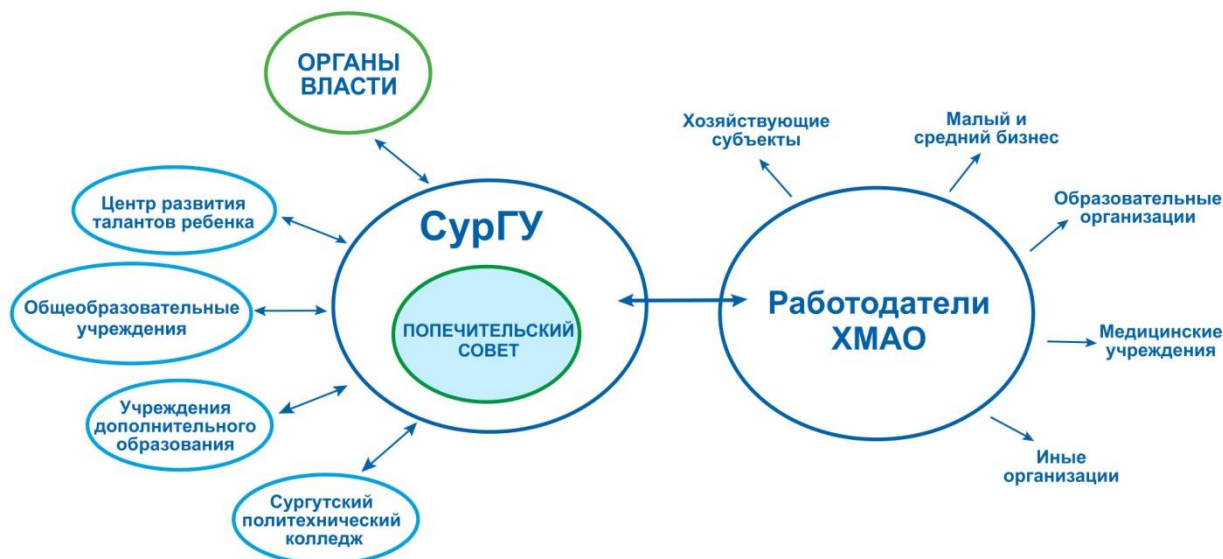 ОРГАНЫ
ВЛАСТИ
Центр развития
талантов ребенка
Общеобразовательные
учреждения
Учреждения
дополнительного
образования
Сургутский
политехнический
колледж
СурГУ
ПОПЕЧИТЕЛЬСКИЙ
СОВЕТ
Работодатели
ХМАО
Хозяйствующие
субъекты
Малый и
средний бизнес
Образовательные
организации
Медицинские
учреждения
Иные
организации